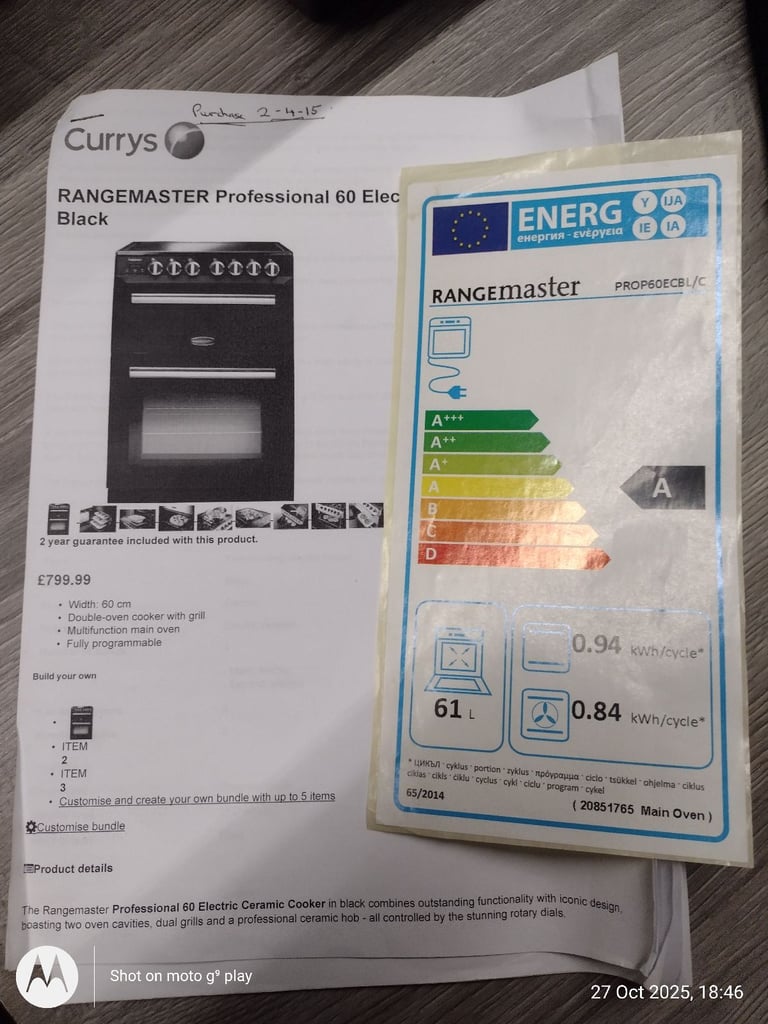 Purchase 2-4-15
Currys
RANGEMASTER Professional 60 Elec
Black
2 year guarantee included with this product.
£799.99
• Width: 60 cm
• Double-oven cooker with grill
• Multifunction main oven
• Fully programmable
Build your own
• ITEM
2
• ITEM
3
• Customise and create your own bundle with up to 5 items
Customise bundle
Product details
The Rangemaster Professional 60 Electric Ceramic Cooker in black combines outstanding functionality with iconic design,
boasting two oven cavities, dual grills and a professional ceramic hob - all controlled by the stunning rotary dials.
ENERG
енергия · ενέργεια
Y IJA
IE IA
RANGEmaster PROP60ECBL/C
A+++
A++
A+
A
B
C
D
A
61 L
0.94 kWh/cycle*
0.84 kWh/cycle*
* ЦИКЪЛ · cyklus · portion · zyklus · πρόγραμμα · ciclo · tsükkel · ohjelma · ciklus
ciklas · cikls · ċiklu · cyclus · cykl · ciclu · program · cykel
65/2014
( 20851765 Main Oven )
Shot on moto g⁹ play
27 Oct 2025, 18:46